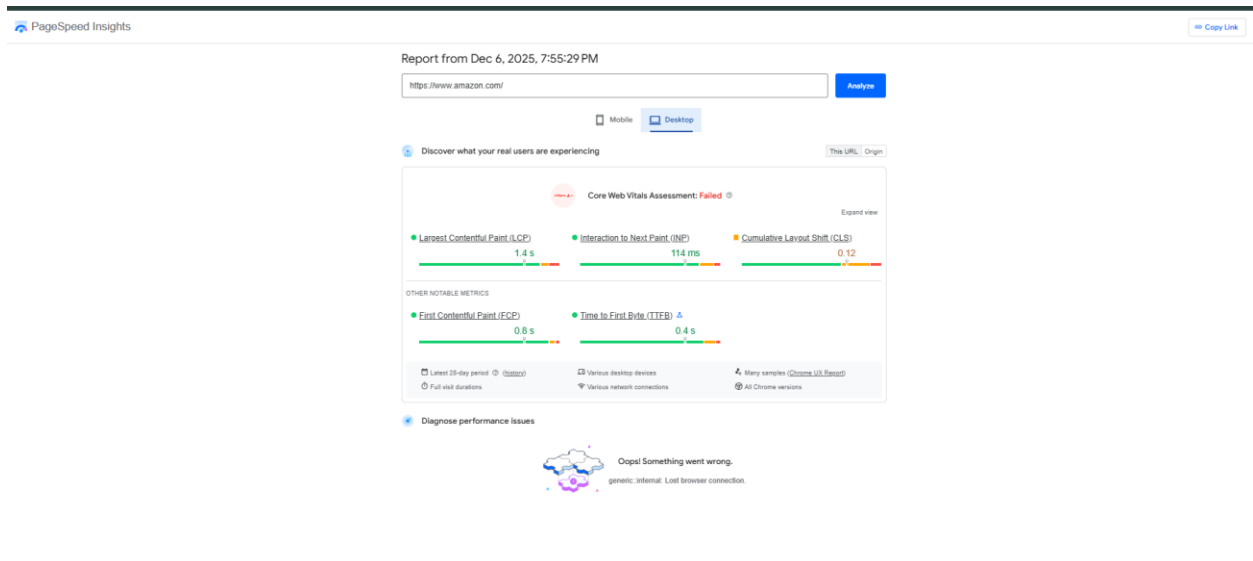 PageSpeed Insights
Copy Link
Report from Dec 6, 2025, 7:55:29 PM
https://www.amazon.com/
Analyze
Mobile
Desktop
Discover what your real users are experiencing
This URL
Origin
Core Web Vitals Assessment: Failed
Expand view
Largest Contentful Paint (LCP)
1.4 s
Interaction to Next Paint (INP)
114 ms
Cumulative Layout Shift (CLS)
0.12
OTHER NOTABLE METRICS
First Contentful Paint (FCP)
0.8 s
Time to First Byte (TTFB)
0.4 s
Latest 28-day period (history)
Various desktop devices
Many samples (Chrome UX Report)
Full visit durations
Various network connections
All Chrome versions
Diagnose performance issues
Oops! Something went wrong.
generic::internal: Lost browser connection.